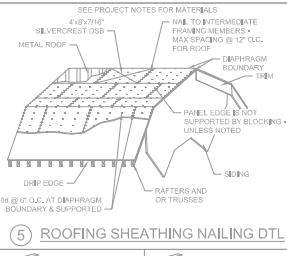 SEE PROJECT NOTES FOR MATERIALS
4'x8'x7/16"
SILVERCREST OSB
METAL ROOF
NAIL TO INTERMEDIATE
FRAMING MEMBERS -
MAX SPACING @ 12" O.C.
FOR ROOF
DIAPHRAGM
BOUNDARY
TRIM
PANEL EDGE IS NOT
SUPPORTED BY BLOCKING -
UNLESS NOTED
SIDING
DRIP EDGE
RAFTERS AND
OR TRUSSES
8d @ 6" O.C. AT DIAPHRAGM
BOUNDARY & SUPPORTED
5 ROOFING SHEATHING NAILING DTL